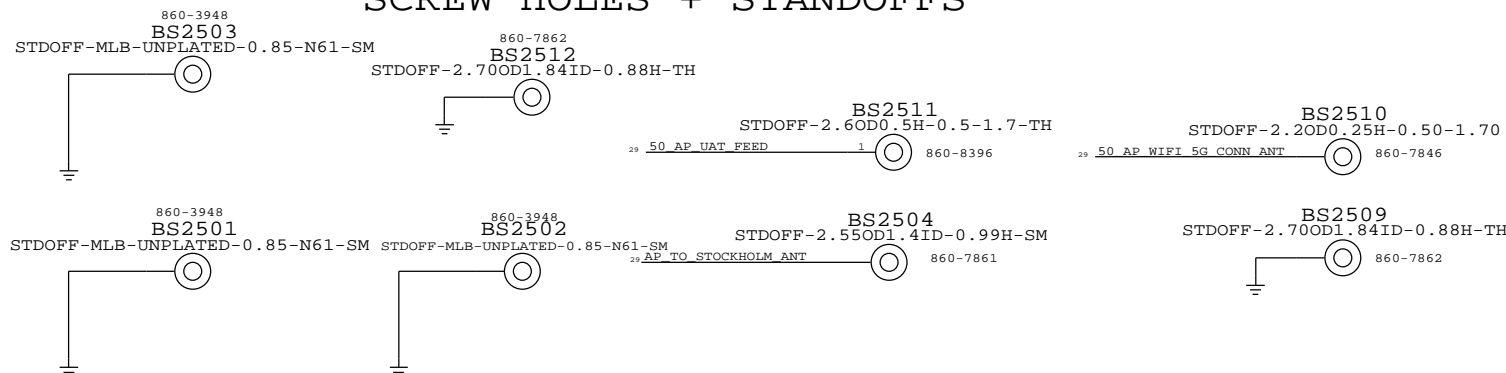 SCREW HOLES + STANDOFFS
860-3948
BS2503
STDOFF-MLB-UNPLATED-0.85-N61-SM
860-7862
BS2512
STDOFF-2.70OD1.84ID-0.88H-TH
BS2511
STDOFF-2.6OD0.5H-0.5-1.7-TH
29 50_AP_UAT_FEED 1
860-8396
BS2510
STDOFF-2.2OD0.25H-0.50-1.70
29 50_AP_WIFI_5G_CONN_ANT
860-7846
860-3948
BS2501
STDOFF-MLB-UNPLATED-0.85-N61-SM
860-3948
BS2502
STDOFF-MLB-UNPLATED-0.85-N61-SM
BS2504
STDOFF-2.55OD1.4ID-0.99H-SM
29 AP_TO_STOCKHOLM_ANT
860-7861
BS2509
STDOFF-2.70OD1.84ID-0.88H-TH
860-7862